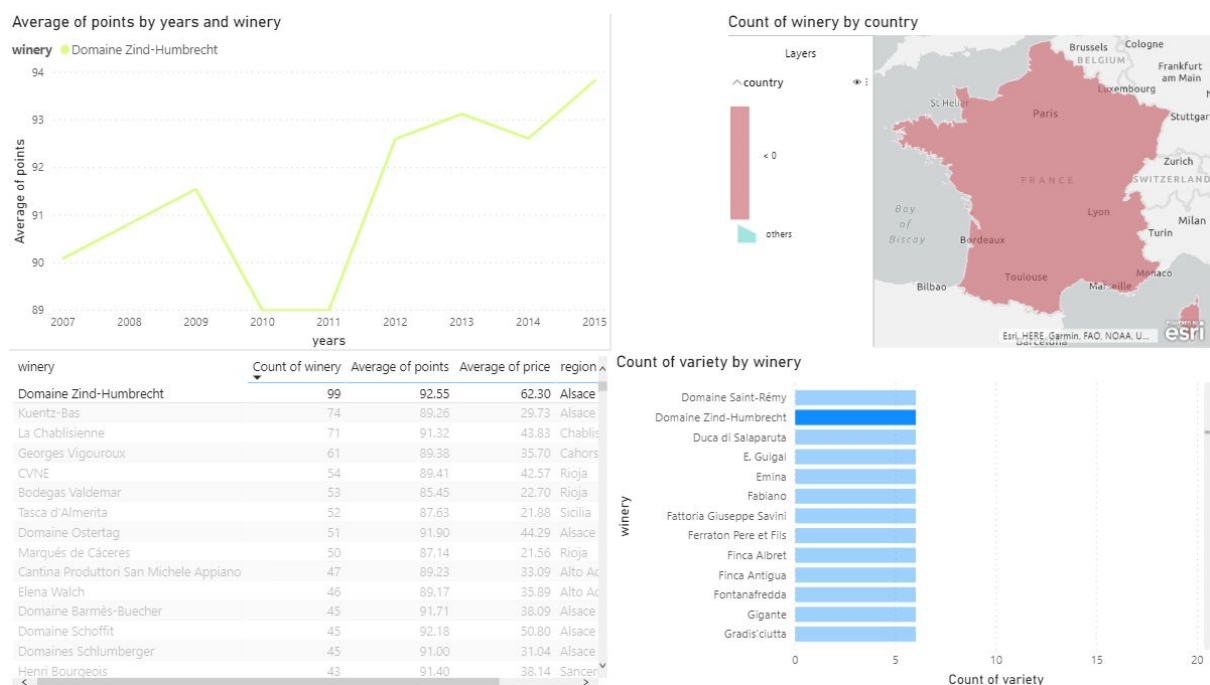 Average of points by years and winery
winery Domaine Zind-Humbrecht
94
93
92
91
90
89
Average of points
2007 2008 2009 2010 2011 2012 2013 2014 2015
years
Count of winery by country
Layers
country
< 0
others
Brussels Cologne
BELGIUM
Frankfurt
am Main
Luxembourg
St Helier
Paris
Stuttgar
Zurich
FRANCE
SWITZERLAND
Bay
of
Biscay
Lyon
Milan
Turin
Bordeaux
Toulouse
Monaco
Marseille
Bilbao
Barcelona
Esri, HERE, Garmin, FAO, NOAA, U...
POWERED BY
esri
winery Count of winery Average of points Average of price region
Domaine Zind-Humbrecht 99 92.55 62.30 Alsace
Kuentz-Bas 74 89.26 29.73 Alsace
La Chablisienne 71 91.32 43.83 Chablis
Georges Vigouroux 61 89.38 35.70 Cahors
CVNE 54 89.41 42.57 Rioja
Bodegas Valdemar 53 85.45 22.70 Rioja
Tasca d'Almerita 52 87.63 21.88 Sicilia
Domaine Ostertag 51 91.90 44.29 Alsace
Marqués de Cáceres 50 87.14 21.56 Rioja
Cantina Produttori San Michele Appiano 47 89.23 33.09 Alto Ad
Elena Walch 46 89.17 35.89 Alto Ad
Domaine Barmès-Buecher 45 91.71 38.09 Alsace
Domaine Schoffit 45 92.18 50.80 Alsace
Domaines Schlumberger 45 91.00 31.04 Alsace
Henri Bourgeois 43 91.40 38.14 Sancer
Count of variety by winery
winery
Domaine Saint-Rémy
Domaine Zind-Humbrecht
Duca di Salaparuta
E. Guigal
Emina
Fabiano
Fattoria Giuseppe Savini
Ferraton Pere et Fils
Finca Albret
Finca Antigua
Fontanafredda
Gigante
Gradis'ciutta
0 5 10 15 20
Count of variety